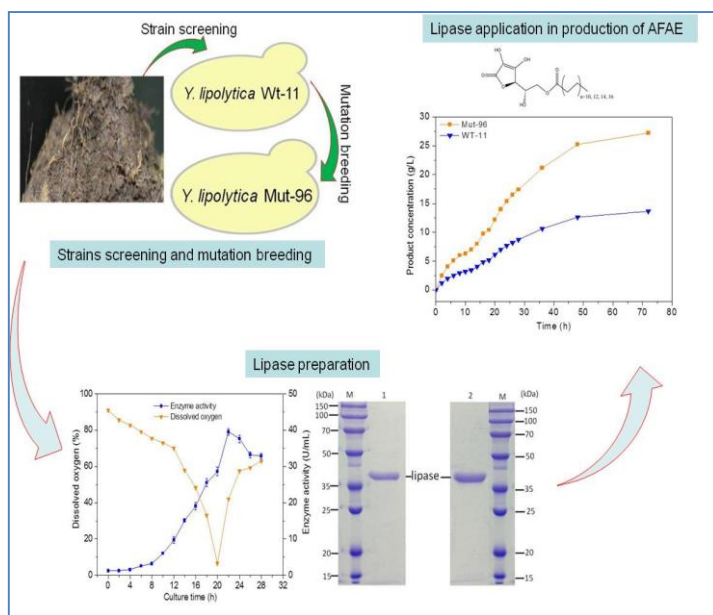 Strain screening
Y. lipolytica Wt-11
Mutation breeding
Y. lipolytica Mut-96
Strains screening and mutation breeding
Lipase application in production of AFAE
HO
OH
O
O
HO
O
O
n=10, 12, 14, 16
Product concentration (g/L)
30
25
20
15
10
5
0
Mut-96
WT-11
0 10 20 30 40 50 60 70 80
Time (h)
Lipase preparation
Dissolved oxygen (%)
100
80
60
40
20
0
Enzyme activity
Dissolved oxygen
50
40
30
20
10
0
Enzyme activity (U/mL)
0 4 8 12 16 20 24 28 32
Culture time (h)
(kDa) M 1
150
100
70
50
35
25
20
15
lipase
2 M (kDa)
150
100
70
50
35
25
20
15